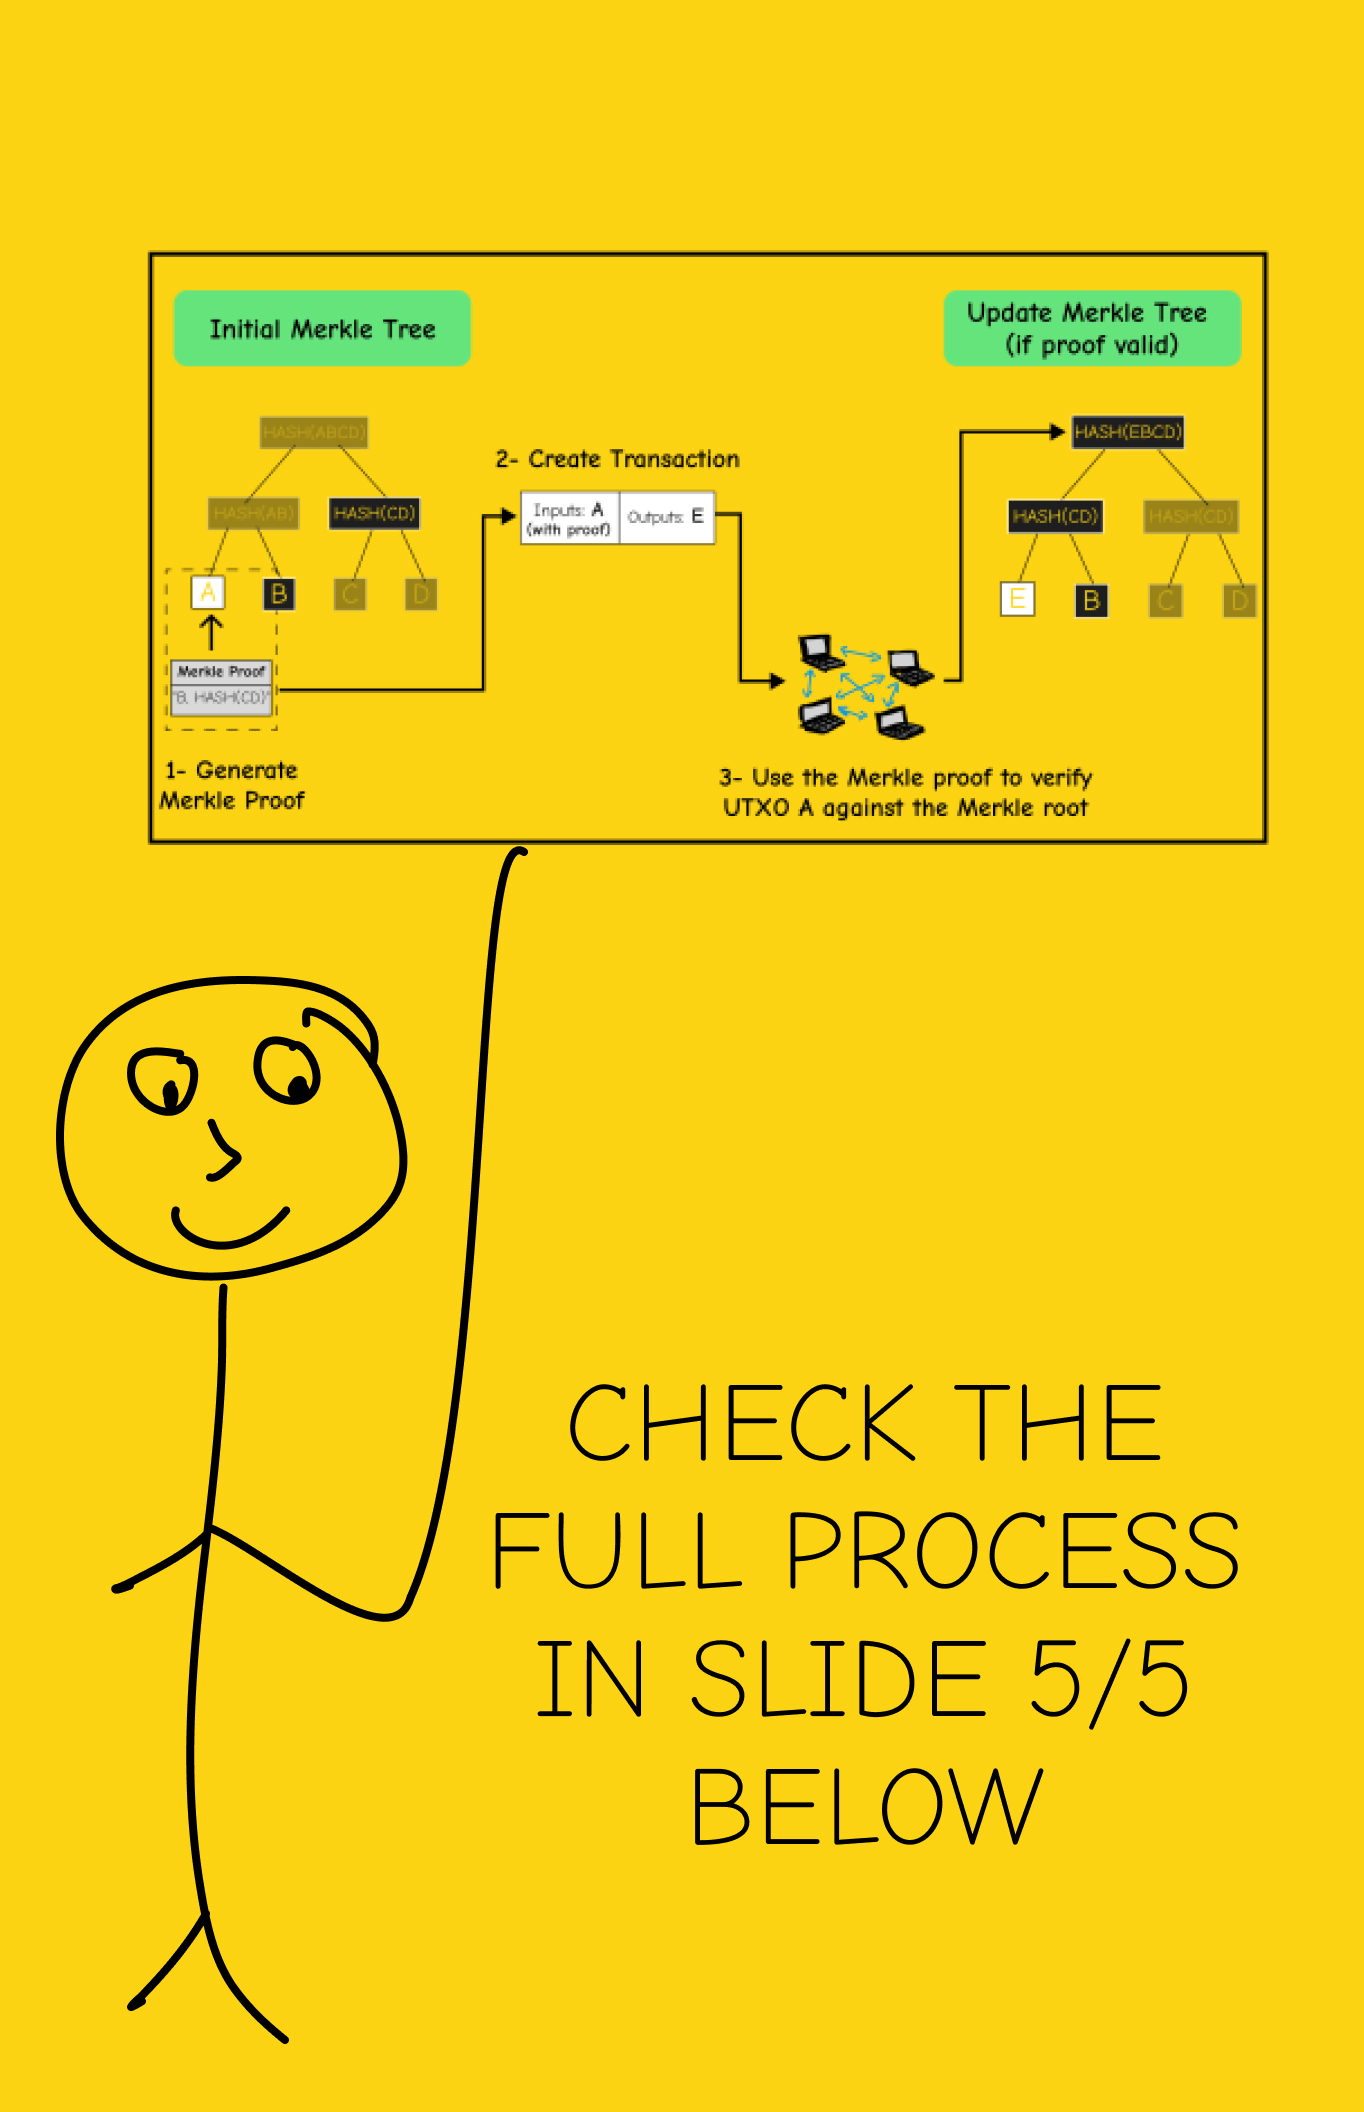 Initial Merkle Tree
Update Merkle Tree
(if proof valid)
HASH(ABCD)
HASH(AB)
HASH(CD)
A
B
C
D
Merkle Proof
"B, HASH(CD)"
1- Generate
Merkle Proof
2- Create Transaction
Inputs: A
(with proof)
Outputs: E
3- Use the Merkle proof to verify
UTXO A against the Merkle root
HASH(EBCD)
HASH(CD)
HASH(CD)
E
B
C
D
CHECK THE
FULL PROCESS
IN SLIDE 5/5
BELOW